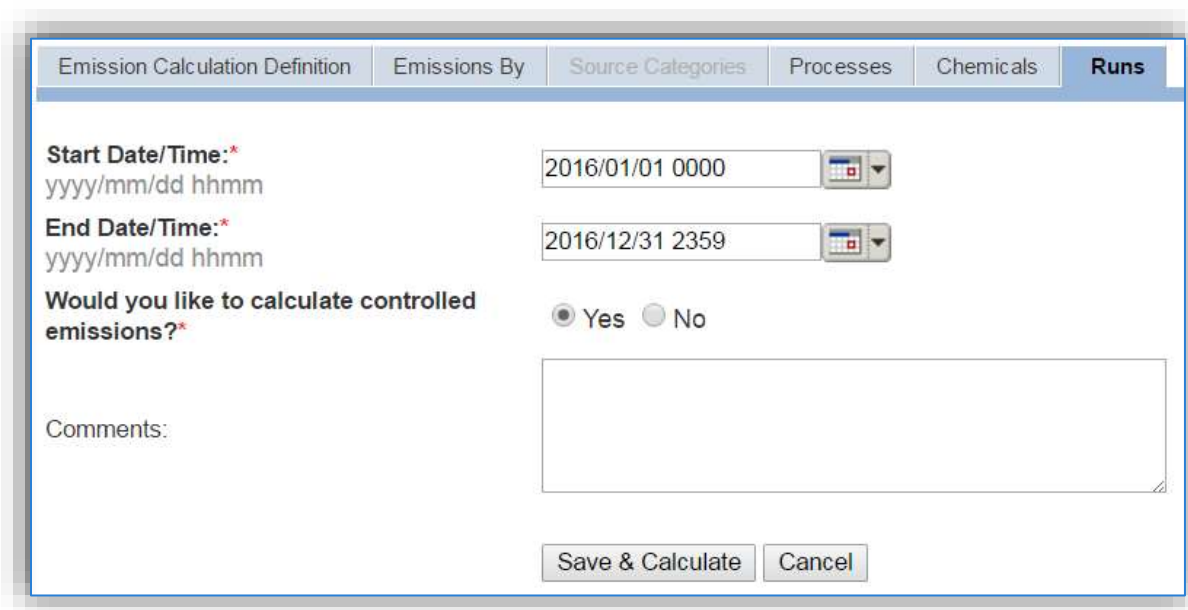 Emission Calculation Definition Emissions By Source Categories Processes Chemicals Runs
Start Date/Time:* 2016/01/01 0000
yyyy/mm/dd hhmm
End Date/Time:* 2016/12/31 2359
yyyy/mm/dd hhmm
Would you like to calculate controlled
emissions?* Yes No
Comments:
Save & Calculate Cancel